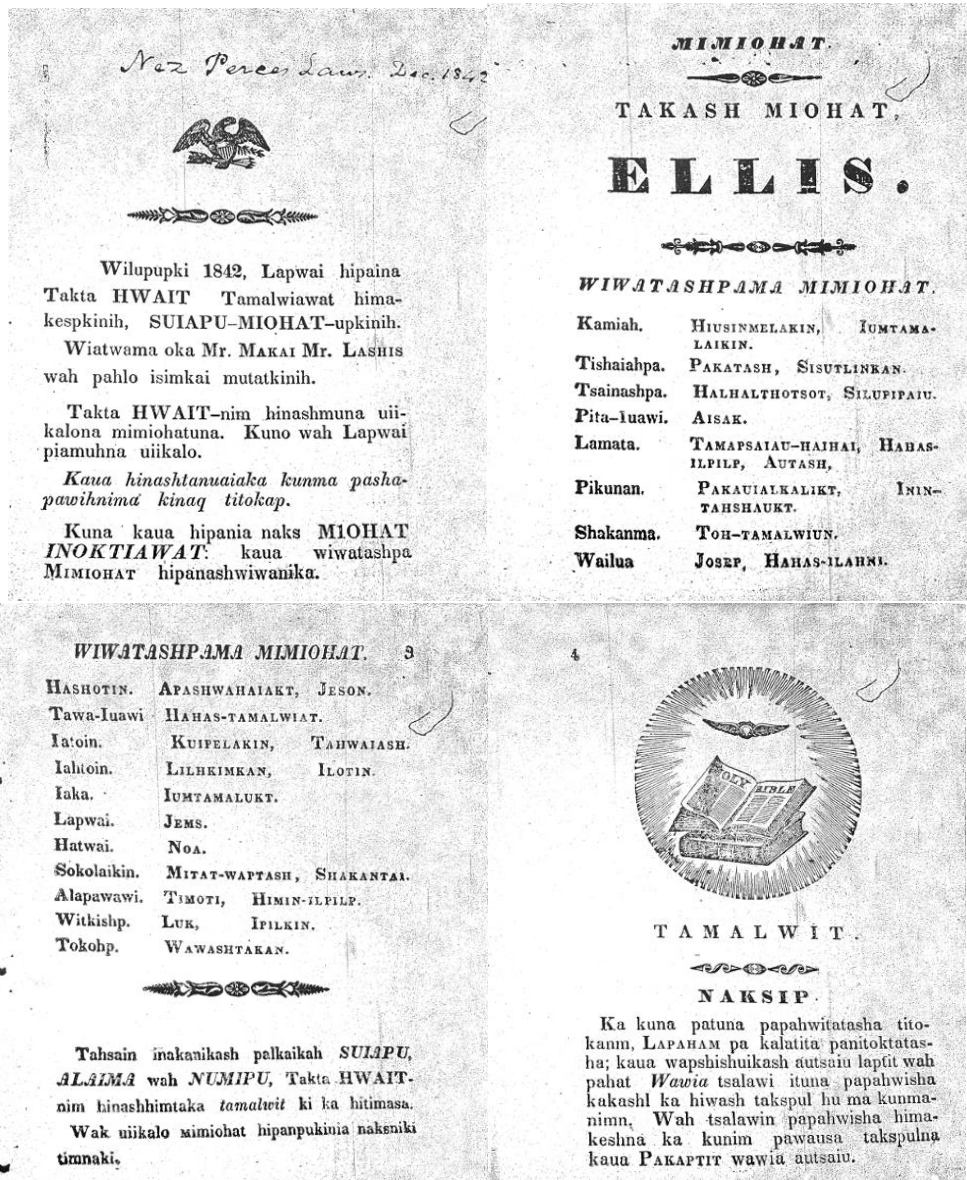 Nez Perces Laws. Dec. 1842
Wilupupki 1842, Lapwai hipaina
Takta HWAIT Tamalwiawat hima-
kespkinih, SUIAPU-MIOHAT-upkinih.
Wiatwama oka Mr. MAKAI Mr. LASHIS
wah pahlo isimkai mutatkinih.
Takta HWAIT-nim hinashmuna uii-
kalona mimiohatuna. Kuno wah Lapwai
piamuhna uiikalo.
Kaua hinashtanuaiaka kunma pasha-
pawihnima kinaq titokap.
Kuna kaua hipania naks MIOHAT
INOKTIAWAT: kaua wiwatashpa
MIMIOHAT hipanashwiwanika.
MIMIOHAT.
TAKASH MIOHAT,
ELLIS.
WIWATASHPAMA MIMIOHAT.
Kamiah. HIUSINMELAKIN, IUMTAMA-
LAIKIN.
Tishaiahpa. PAKATASH, SISUTLINKAN.
Tsainashpa. HALHALTHOTSOT, SILUPIPAIU.
Pita-Iuawi. AISAK.
Lamata. TAMAPSAIAU-HAIHAI, HAHAS-
ILPILP, AUTASH,
Pikunan. PAKAUIALKALIKT, ININ-
TAHSHAUKT.
Shakanma. TOH-TAMALWIUN.
Wailua JOSEP, HAHAS-ILAHNI.
WIWATASHPAMA MIMIOHAT. 3
HASHOTIN. APASHWAHAIAKT, JESON.
Tawa-Iuawi HAHAS-TAMALWIAT.
Iatoin. KUIPELAKIN, TAHWAIASH.
Iahtoin. LILHKIMKAN, ILOTIN.
Iaka. IUMTAMALUKT.
Lapwai. JEMS.
Hatwai. NOA.
Sokolaikin. MITAT-WAPTASH, SHAKANTAI.
Alapawawi. TIMOTI, HIMIN-ILPILP.
Witkishp. LUK, IPILKIN.
Tokohp. WAWASHTAKAN.
Tahsain inakanikash palkaikah SUIAPU,
ALAIMA wah NUMIPU, Takta HWAIT-
nim hinashhimtaka tamalwit ki ka hitimasa.
Wak uiikalo mimiohat hipanpukinia naksniki
timnaki.
4
HOLY BIBLE
TAMALWIT.
NAKSIP.
Ka kuna patuna papahwitatasha tito-
kanm, LAPAHAM pa kalatita panitoktatas-
ha; kaua wapshishuikash autsaiu laptit wah
pahat Wawia tsalawi ituna papahwisha
kakashl ka hiwash takspul hu ma kunma-
nimn. Wah tsalawin papahwisha hima-
keshna ka kunim pawausa takspulna
kaua PAKAPTIT wawia autsaiu.